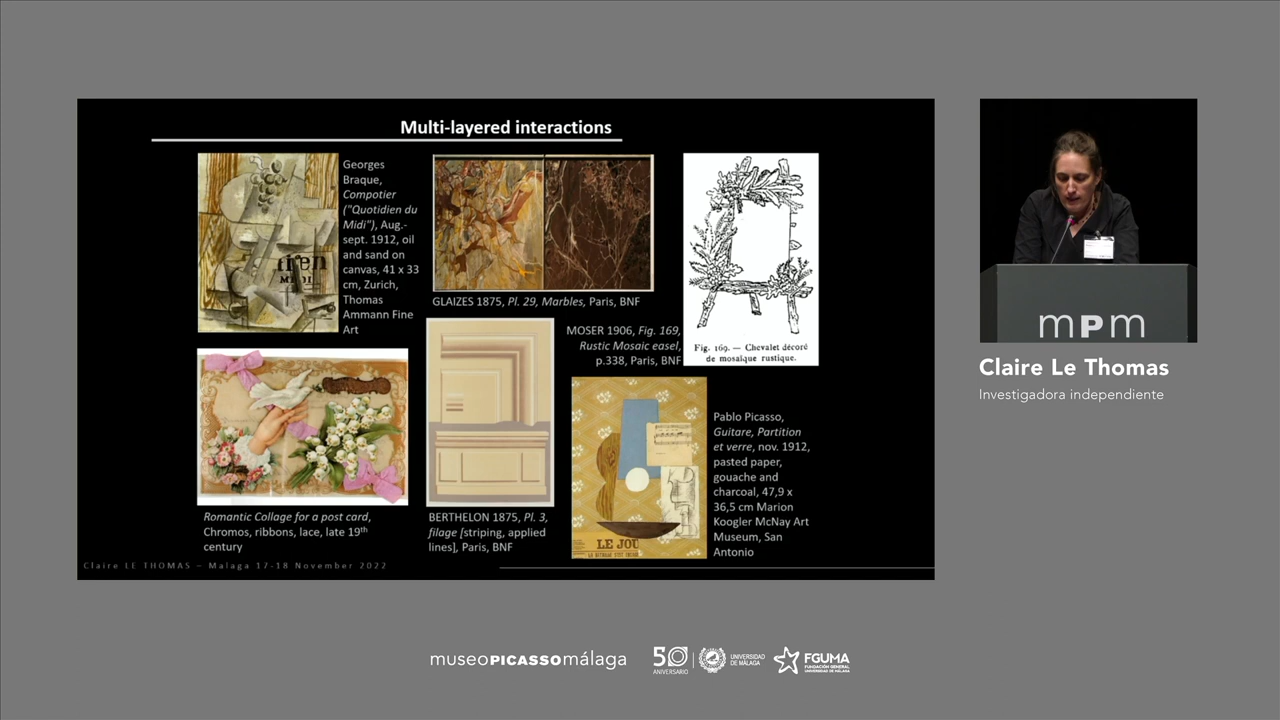 Multi-layered interactions
Georges
Braque,
Compotier
("Quotidien du
Midi"), Aug.-
sept. 1912, oil
and sand on
canvas, 41 x 33
cm, Zurich,
Thomas
Ammann Fine
Art
GLAIZES 1875, Pl. 29, Marbles, Paris, BNF
MOSER 1906, Fig. 169,
Rustic Mosaic easel,
p.338, Paris, BNF
Fig. 169. — Chevalet décoré
de mosaïque rustique.
Romantic Collage for a post card,
Chromos, ribbons, lace, late 19th
century
BERTHELON 1875, Pl. 3,
filage [striping, applied
lines], Paris, BNF
LE JOU
Pablo Picasso,
Guitare, Partition
et verre, nov. 1912,
pasted paper,
gouache and
charcoal, 47,9 x
36,5 cm Marion
Koogler McNay Art
Museum, San
Antonio
Claire LE THOMAS – Malaga 17-18 November 2022
mPm
Claire Le Thomas
Investigadora independiente
museoPICASSOmálaga
50
ANIVERSARIO
UNIVERSIDAD
DE MÁLAGA
FGUMA
FUNDACIÓN GENERAL
UNIVERSIDAD DE MÁLAGA